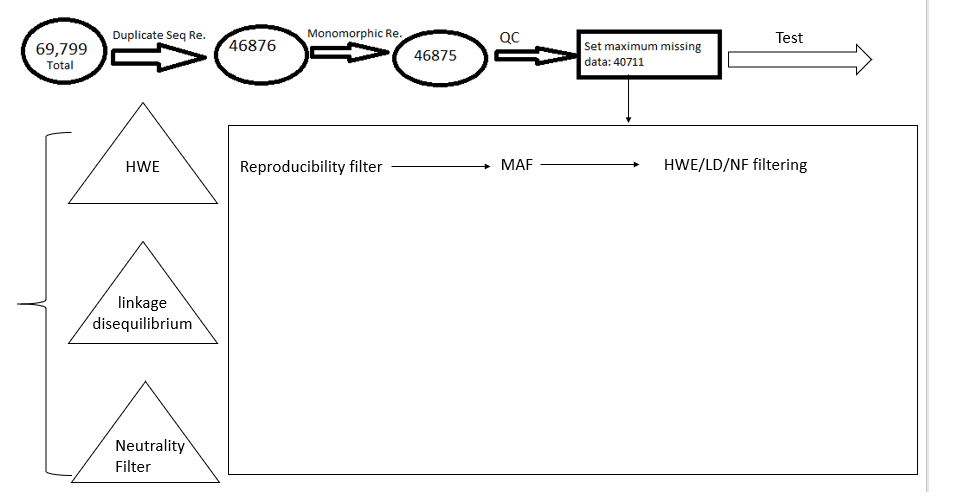 69,799
Total
Duplicate Seq Re.
46876
Monomorphic Re.
46875
QC
Set maximum missing
data: 40711
Test
HWE
Reproducibility filter
MAF
HWE/LD/NF filtering
linkage
disequilibrium
Neutrality
Filter